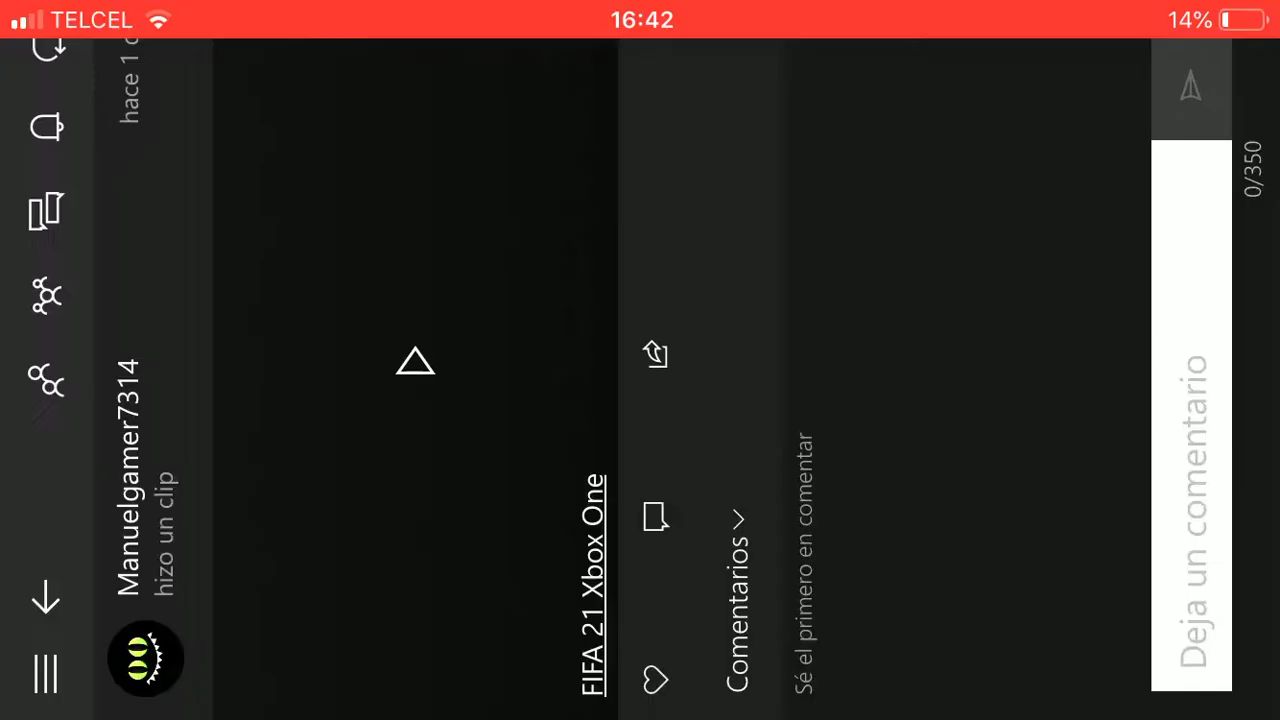 TELCEL
16:42
14%
Manuelgamer7314
hace 1
hizo un clip
FIFA 21 Xbox One
Comentarios
Sé el primero en comentar
Deja un comentario
0/350